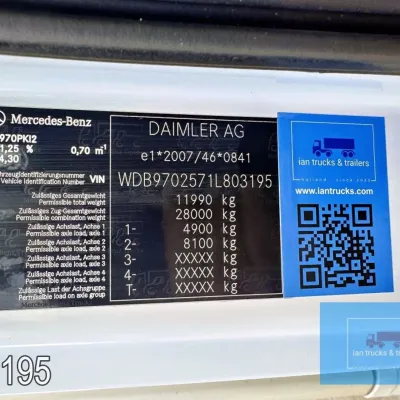 Mercedes-Benz
970PKI2
1,25 % 0,70 m⁻¹
4,30
DAIMLER AG
e1*2007/46*0841
Fahrzeugidentifizierungsnummer
Vehicle Identification Number VIN WDB9702571L803195
Zulässiges Gesamtgewicht
Permissible total weight 11990 kg
Zulässiges Zug-Gesamtgewicht
Permissible combination weight 28000 kg
Zulässige Achslast, Achse 1
Permissible axle load, axle 1 1- 4900 kg
Zulässige Achslast, Achse 2
Permissible axle load, axle 2 2- 8100 kg
Zulässige Achslast, Achse 3
Permissible axle load, axle 3 3- XXXXX kg
Zulässige Achslast, Achse 4
Permissible axle load, axle 4 4- XXXXX kg
Zulässige Last der Achsgruppe
Permissible load on axle group T- XXXXX kg
ian trucks & trailers
holland since 2001
www.iantrucks.com
195
ian trucks & trailers